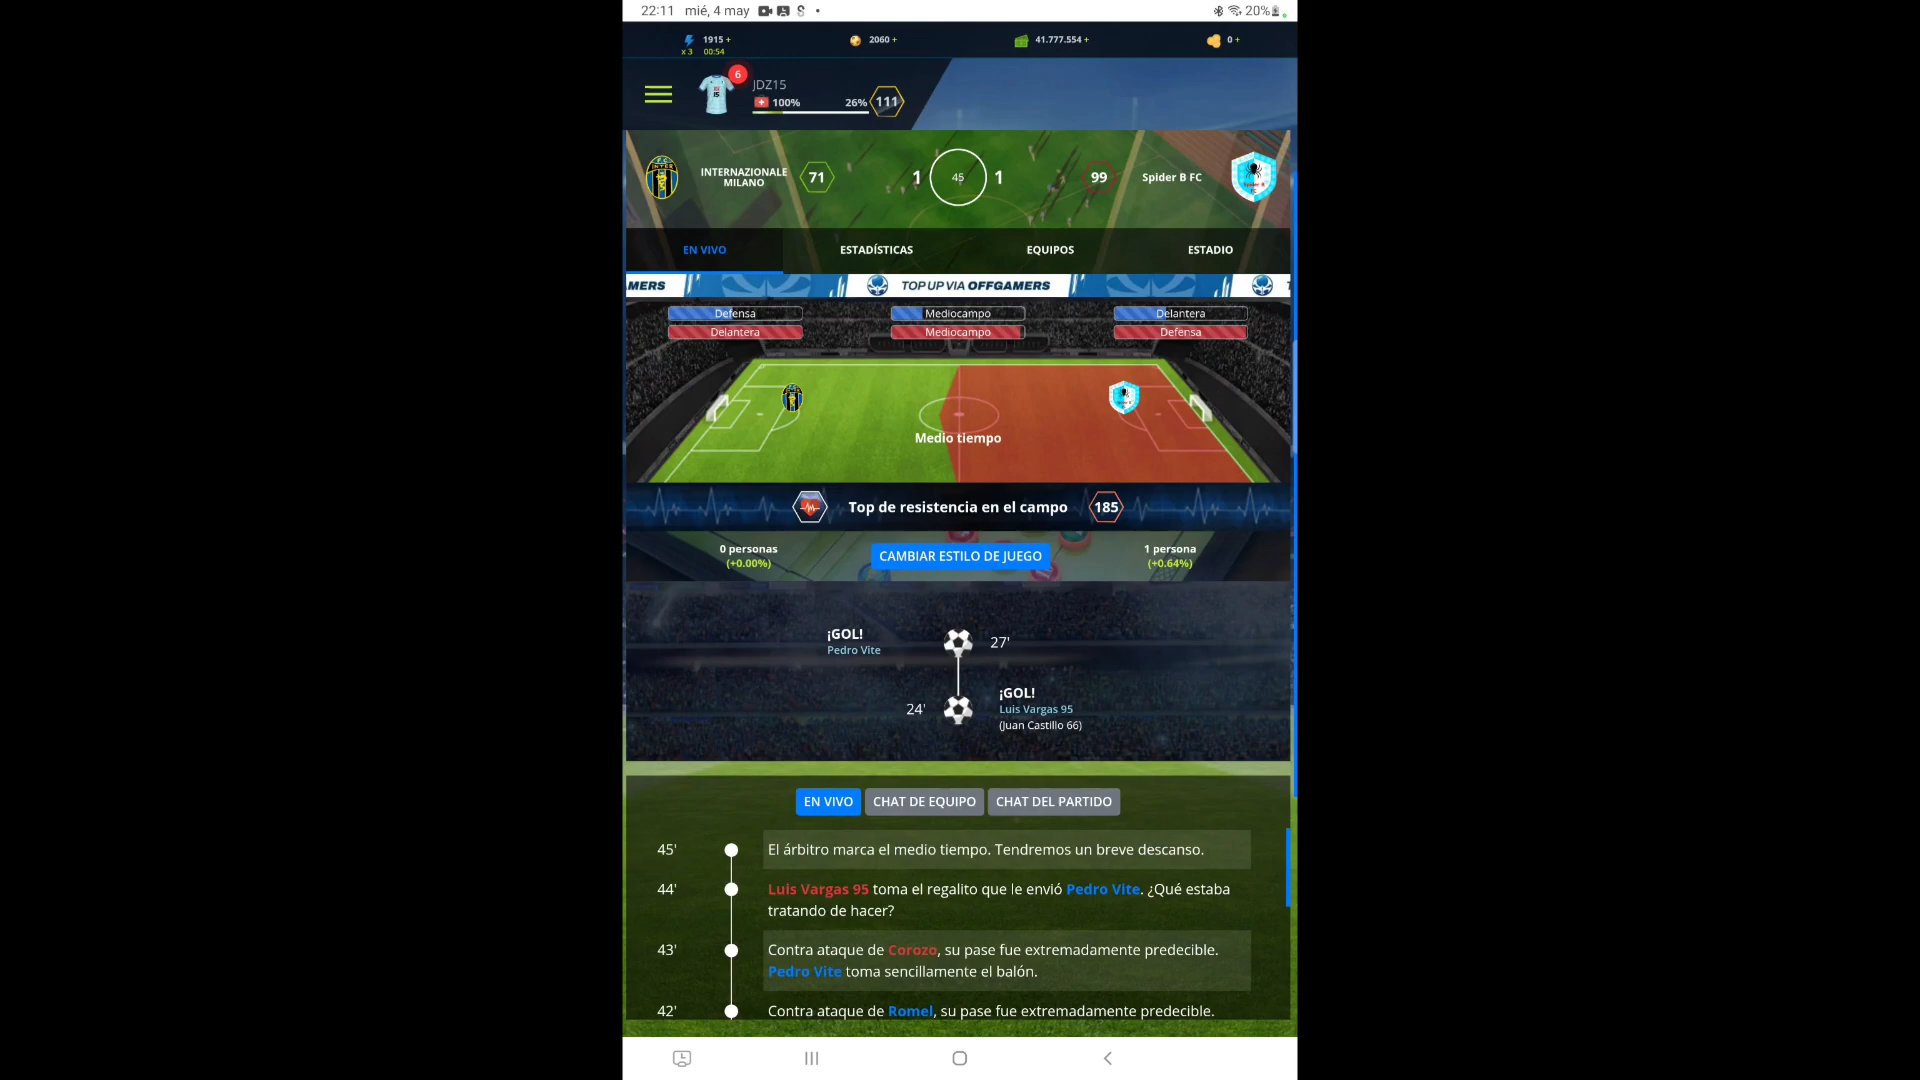 22:11 mié, 4 may
20%
1915 +
x 3 00:54
2060 +
41.777.554 +
0 +
6
JDZ15
100% 26% 111
INTERNAZIONALE
MILANO
71
1 45 1
99
Spider B FC
EN VIVO ESTADÍSTICAS EQUIPOS ESTADIO
MERS TOP UP VIA OFFGAMERS
Defensa Mediocampo Delantera
Delantera Mediocampo Defensa
Medio tiempo
Top de resistencia en el campo 185
0 personas
(+0.00%)
CAMBIAR ESTILO DE JUEGO
1 persona
(+0.64%)
¡GOL!
Pedro Vite
27'
24'
¡GOL!
Luis Vargas 95
(Juan Castillo 66)
EN VIVO CHAT DE EQUIPO CHAT DEL PARTIDO
45' El árbitro marca el medio tiempo. Tendremos un breve descanso.
44' Luis Vargas 95 toma el regalito que le envió Pedro Vite. ¿Qué estaba
tratando de hacer?
43' Contra ataque de Corozo, su pase fue extremadamente predecible.
Pedro Vite toma sencillamente el balón.
42' Contra ataque de Romel, su pase fue extremadamente predecible.